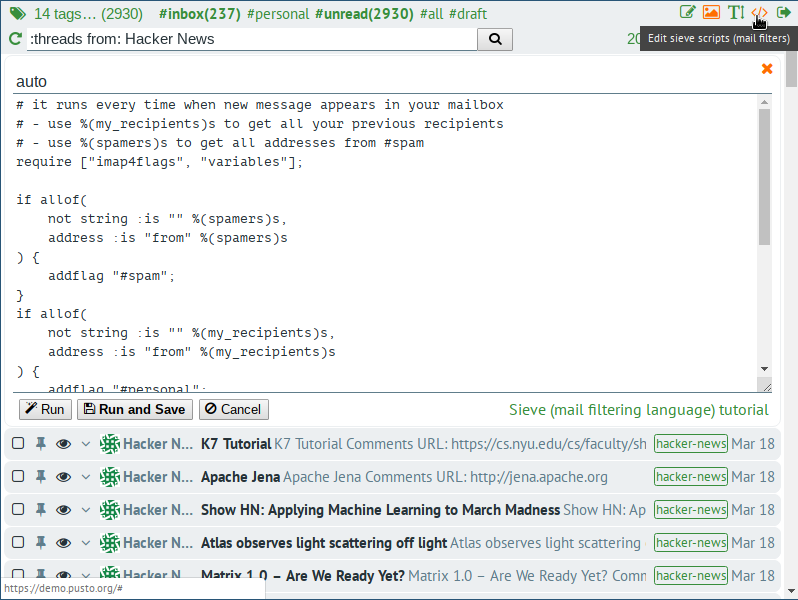 14 tags… (2930) #inbox(237) #personal #unread(2930) #all #draft
:threads from: Hacker News
20
Edit sieve scripts (mail filters)
auto
# it runs every time when new message appears in your mailbox
# - use %(my_recipients)s to get all your previous recipients
# - use %(spamers)s to get all addresses from #spam
require ["imap4flags", "variables"];
if allof(
    not string :is "" %(spamers)s,
    address :is "from" %(spamers)s
) {
    addflag "#spam";
}
if allof(
    not string :is "" %(my_recipients)s,
    address :is "from" %(my_recipients)s
) {
    addflag "#personal";
Run Run and Save Cancel Sieve (mail filtering language) tutorial
Hacker N... K7 Tutorial K7 Tutorial Comments URL: https://cs.nyu.edu/cs/faculty/sh hacker-news Mar 18
Hacker N... Apache Jena Apache Jena Comments URL: http://jena.apache.org hacker-news Mar 18
Hacker N... Show HN: Applying Machine Learning to March Madness Show HN: Ap hacker-news Mar 18
Hacker N... Atlas observes light scattering off light Atlas observes light scattering hacker-news Mar 18
Hacker N... Matrix 1.0 – Are We Ready Yet? Matrix 1.0 – Are We Ready Yet? Comm hacker-news Mar 18
https://demo.pusto.org/#